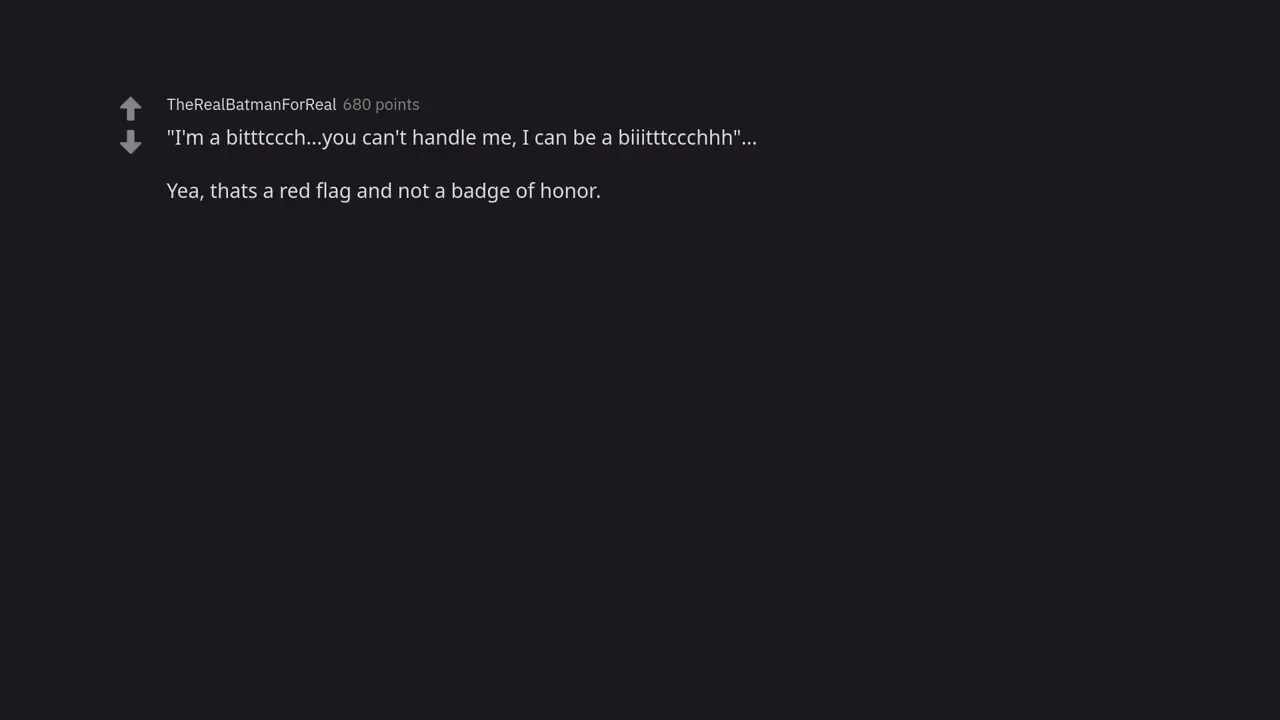 TheRealBatmanForReal 680 points
"I'm a bitttccch...you can't handle me, I can be a biiitttccchhh"...
Yea, thats a red flag and not a badge of honor.